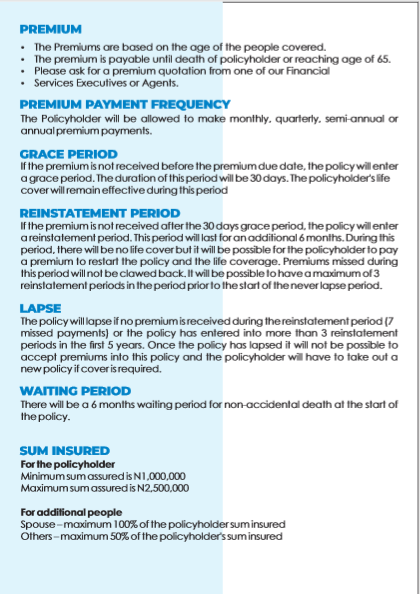 PREMIUM
• The Premiums are based on the age of the people covered.
• The premium is payable until death of policyholder or reaching age of 65.
• Please ask for a premium quotation from one of our Financial
• Services Executives or Agents.
PREMIUM PAYMENT FREQUENCY
The Policyholder will be allowed to make monthly, quarterly, semi-annual or
annual premium payments.
GRACE PERIOD
If the premium is not received before the premium due date, the policy will enter
a grace period. The duration of this period will be 30 days. The policyholder's life
cover will remain effective during this period
REINSTATEMENT PERIOD
If the premium is not received after the 30 days grace period, the policy will enter
a reinstatement period. This period will last for an additional 6 months. During this
period, there will be no life cover but it will be possible for the policyholder to pay
a premium to restart the policy and the life coverage. Premiums missed during
this period will not be clawed back. It will be possible to have a maximum of 3
reinstatement periods in the period prior to the start of the never lapse period.
LAPSE
The policy will lapse if no premium is received during the reinstatement period (7
missed payments) or the policy has entered into more than 3 reinstatement
periods in the first 5 years. Once the policy has lapsed it will not be possible to
accept premiums into this policy and the policyholder will have to take out a
new policy if cover is required.
WAITING PERIOD
There will be a 6 months waiting period for non-accidental death at the start of
the policy.
SUM INSURED
For the policyholder
Minimum sum assured is N1,000,000
Maximum sum assured is N2,500,000
For additional people
Spouse – maximum 100% of the policyholder sum insured
Others – maximum 50% of the policyholder's sum insured